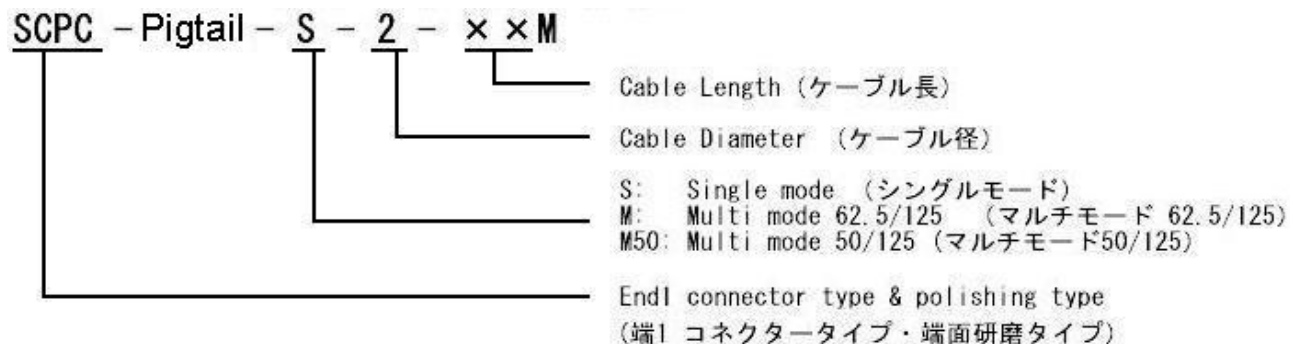 SCPC - Pigtail - S - 2 - ××M
Cable Length (ケーブル長)
Cable Diameter (ケーブル径)
S: Single mode (シングルモード)
M: Multi mode 62.5/125 (マルチモード 62.5/125)
M50: Multi mode 50/125 (マルチモード50/125)
End1 connector type & polishing type
(端1 コネクタータイプ・端面研磨タイプ)